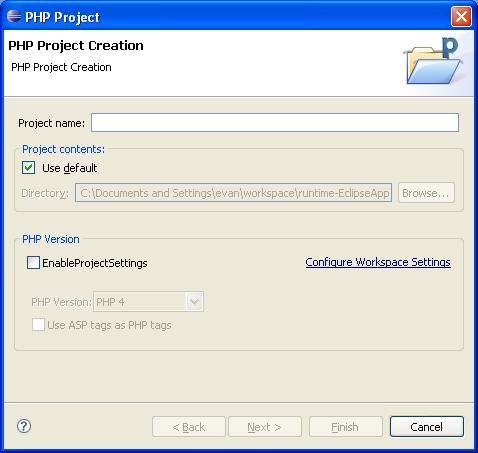 PHP Project
PHP Project Creation
PHP Project Creation
Project name:
Project contents:
Use default
Directory: C:\Documents and Settings\evan\workspace\runtime-EclipseApp Browse...
PHP Version
EnableProjectSettings Configure Workspace Settings
PHP Version: PHP 4
Use ASP tags as PHP tags
? < Back Next > Finish Cancel